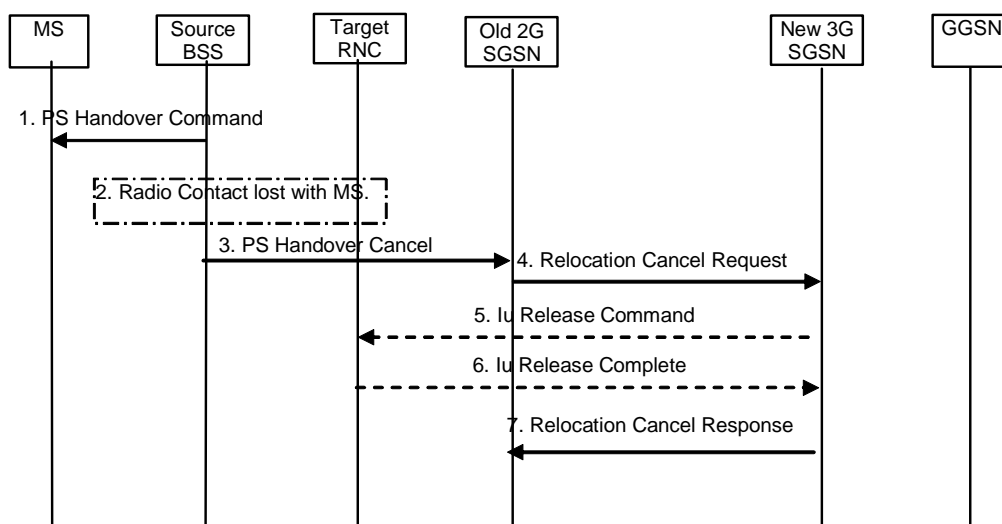 MS
Source
BSS
Target
RNC
Old 2G
SGSN
New 3G
SGSN
GGSN
1. PS Handover Command
2. Radio Contact lost with MS.
3. PS Handover Cancel
4. Relocation Cancel Request
5. Iu Release Command
6. Iu Release Complete
7. Relocation Cancel Response